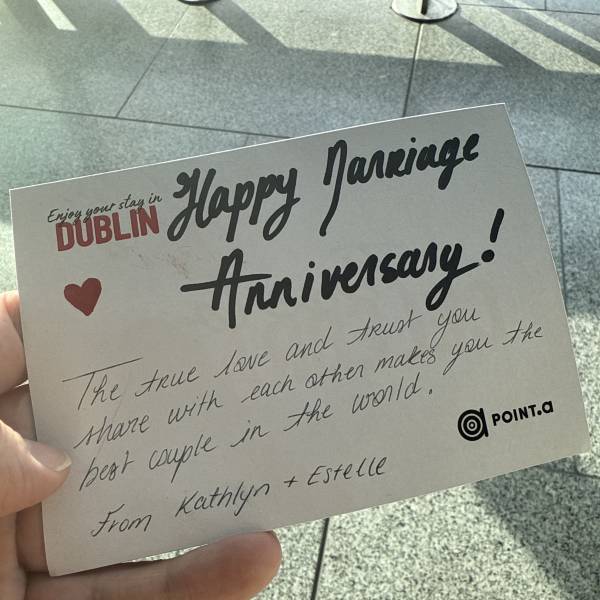 Enjoy your stay in
DUBLIN
Happy Marriage
Anniversary!
The true love and trust you
share with each other makes you the
best couple in the world.
From Kathlyn + Estelle
a POINT.a